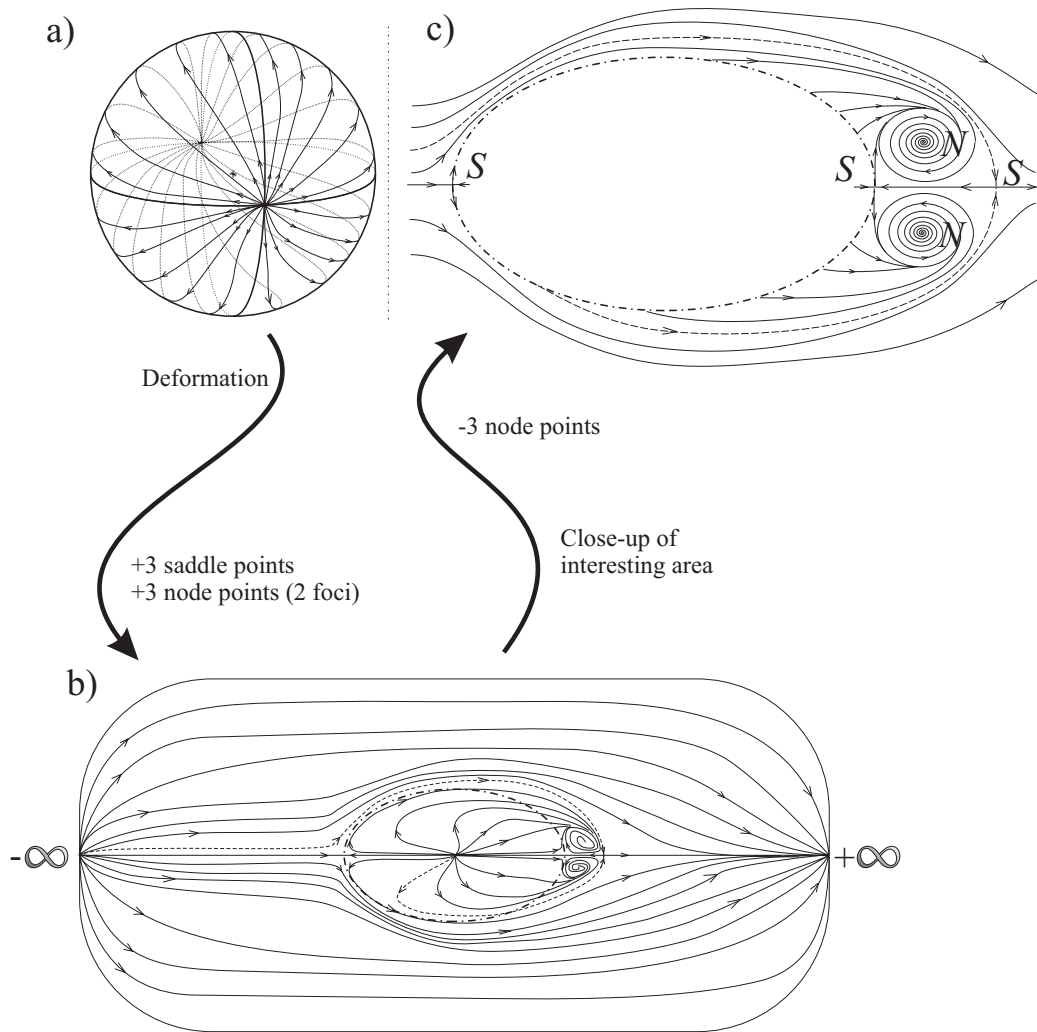 a)
c)
S
S
N
S
N
Deformation
-3 node points
+3 saddle points
+3 node points (2 foci)
Close-up of
interesting area
b)
-∞
+∞